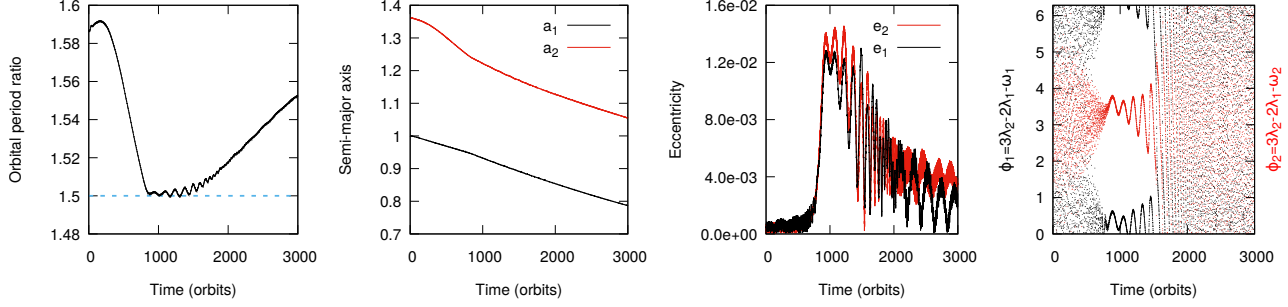 Orbital period ratio
1.6
1.58
1.56
1.54
1.52
1.5
1.48
0
1000
2000
3000
Time (orbits)
Semi-major axis
1.4
1.3
1.2
1.1
1
0.9
0.8
0.7
a1
a2
0
1000
2000
3000
Time (orbits)
Eccentricity
1.6e-02
1.2e-02
8.0e-03
4.0e-03
0.0e+00
e2
e1
0
1000
2000
3000
Time (orbits)
ϕ1=3λ2-2λ1-ω1
6
5
4
3
2
1
0
0
1000
2000
3000
Time (orbits)
ϕ2=3λ2-2λ1-ω2